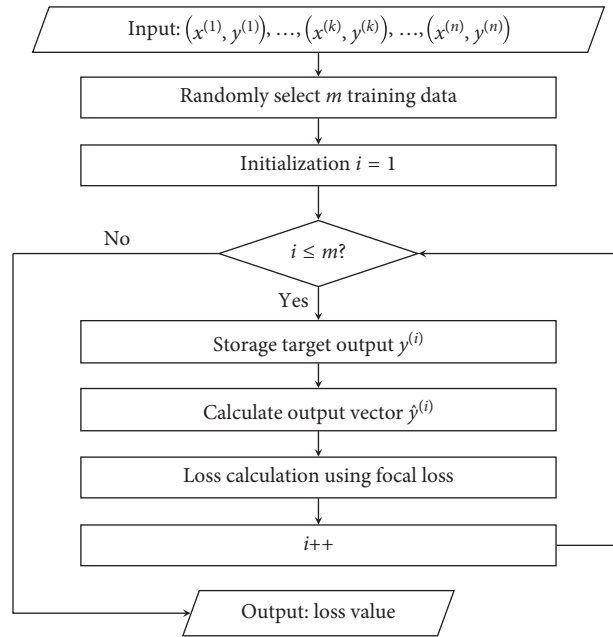 Input: (x⁽¹⁾, y⁽¹⁾), …, (x⁽ᵏ⁾, y⁽ᵏ⁾), …, (x⁽ⁿ⁾, y⁽ⁿ⁾)
Randomly select m training data
Initialization i = 1
i ≤ m?
No
Yes
Storage target output y⁽ⁱ⁾
Calculate output vector ŷ⁽ⁱ⁾
Loss calculation using focal loss
i++
Output: loss value